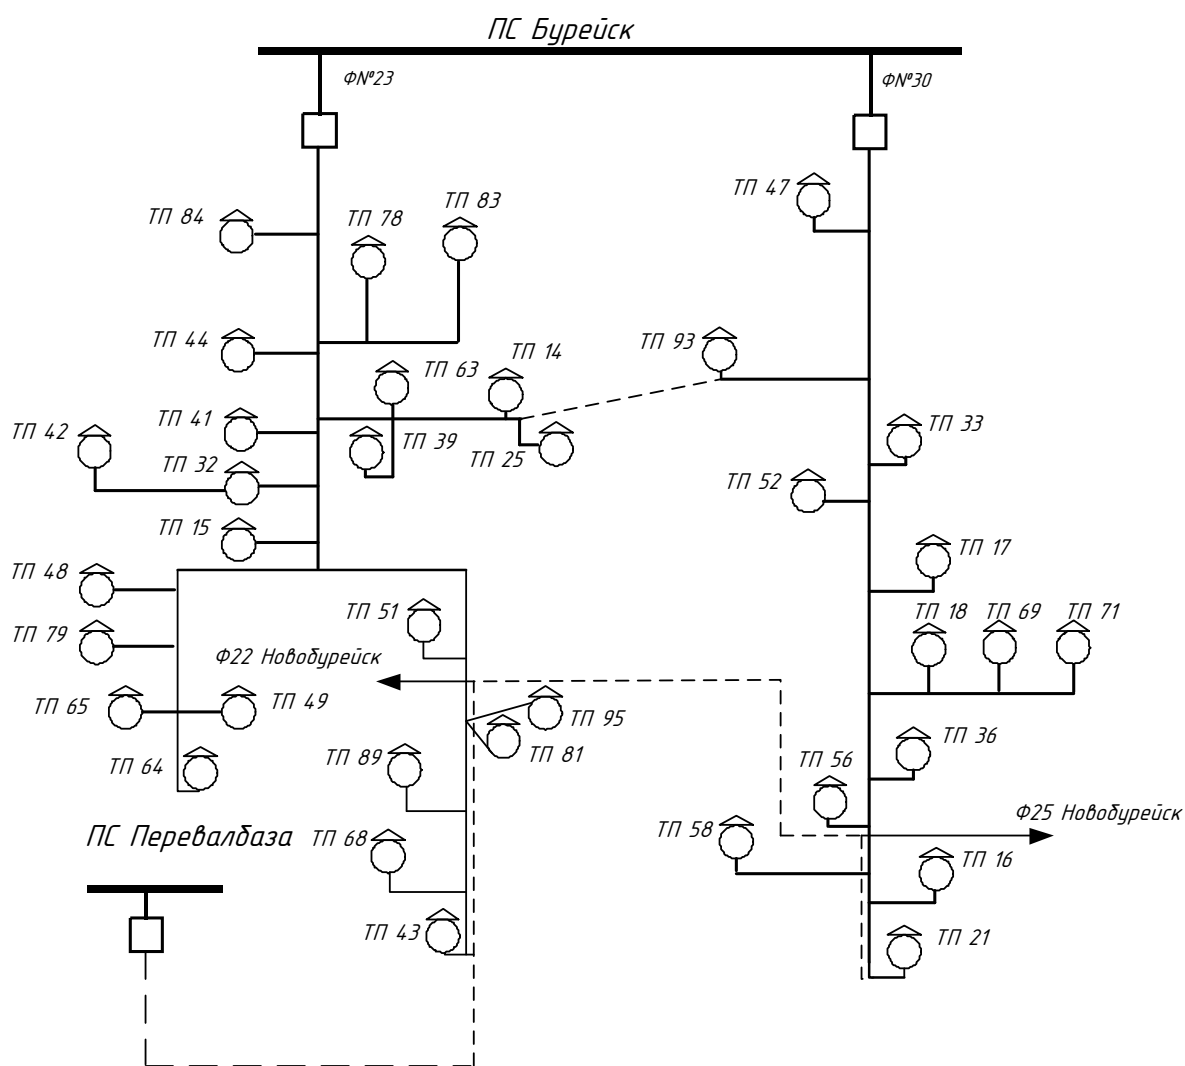 ПС Бурейск
ФN°23
ФN°30
ТП 47
ТП 83
ТП 84
ТП 78
ТП 44
ТП 93
ТП 14
ТП 63
ТП 41
ТП 33
ТП 42
ТП 39
ТП 25
ТП 32
ТП 52
ТП 15
ТП 17
ТП 48
ТП 51
ТП 18
ТП 69
ТП 71
ТП 79
Ф22 Новобурейск
ТП 65
ТП 49
ТП 95
ТП 36
ТП 89
ТП 81
ТП 56
ТП 64
Ф25 Новобурейск
ПС Перевалбаза
ТП 68
ТП 58
ТП 16
ТП 43
ТП 21